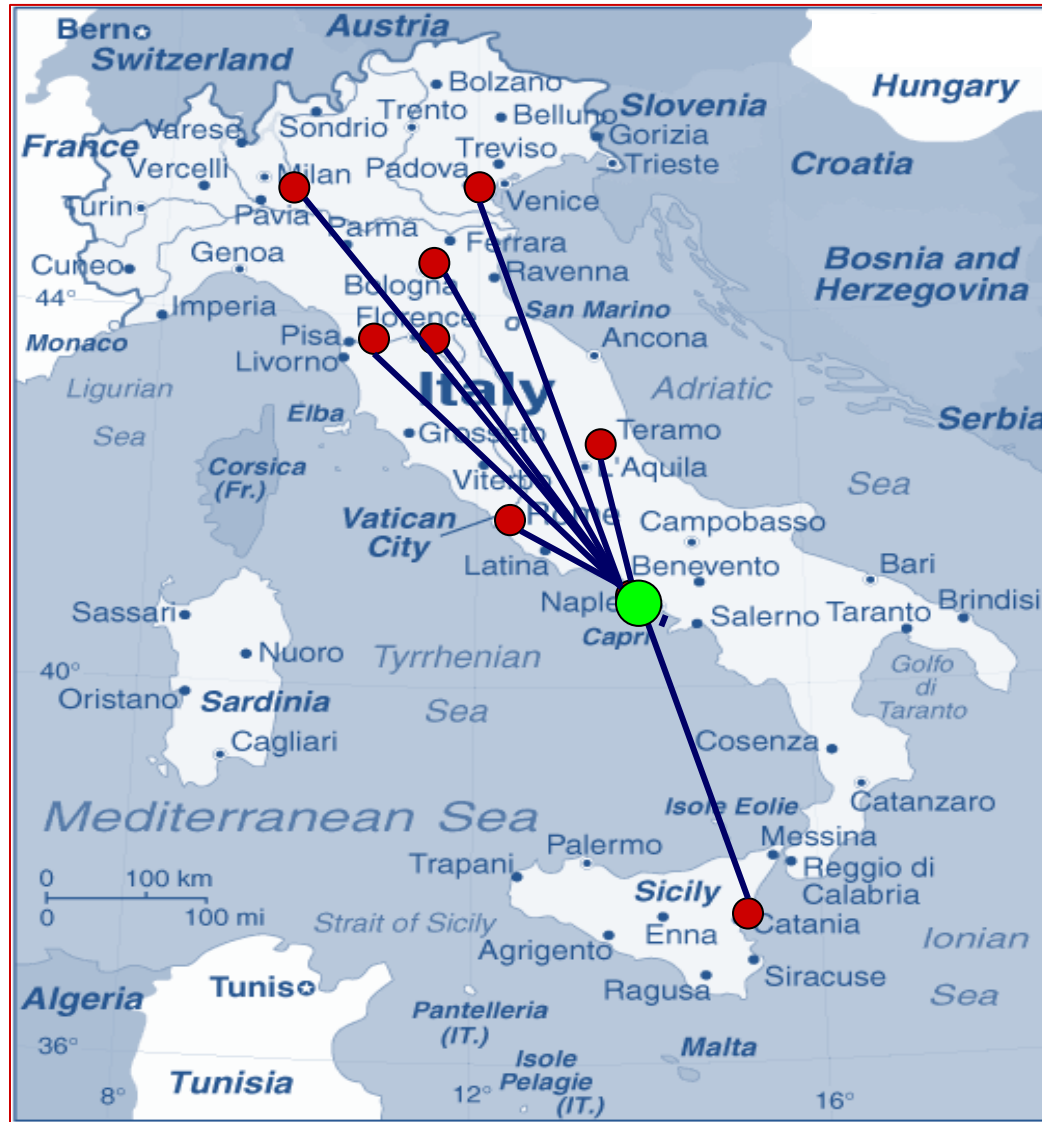 Bern
Austria
Switzerland
Hungary
Bolzano
Trento
Slovenia
Belluno
Varese
Sondrio
Gorizia
France
Treviso
Croatia
Vercelli
Milan
Padova
Trieste
Turin
Pavia
Venice
Parma
Ferrara
Genoa
Bosnia and
Herzegovina
Cuneo
Ravenna
Bologna
44°
Imperia
San Marino
Florence
Monaco
Pisa
Ancona
Livorno
Ligurian
Sea
Italy
Adriatic
Sea
Elba
Serbia
Grosseto
Teramo
Corsica
(Fr.)
Viterbo
L'Aquila
Vatican
City
Rome
Campobasso
Latina
Benevento
Bari
Sassari
Salerno
Taranto
Brindisi
Capri
Nuoro
Tyrrhenian
Sea
40°
Golfo
di
Taranto
Oristano
Sardinia
Cagliari
Cosenza
Mediterranean Sea
Isole Eolie
Catanzaro
Messina
Palermo
Trapani
Reggio di
Calabria
0 100 km
0 100 mi
Sicily
Strait of Sicily
Enna
Catania
Ionian
Sea
Agrigento
Siracuse
Ragusa
Algeria
Tunis
Pantelleria
(IT.)
36°
Malta
Isole
Pelagie
(IT.)
Tunisia
8°
12°
16°